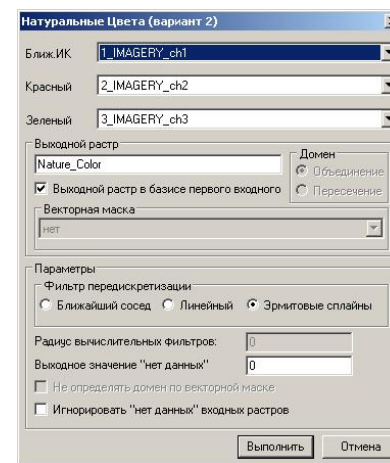 Натуральные Цвета (вариант 2)
Ближ.ИК 1_IMAGERY_ch1
Красный 2_IMAGERY_ch2
Зеленый 3_IMAGERY_ch3
Выходной растр
Nature_Color
Домен
Объединение
Выходной растр в базисе первого входного
Пересечение
Векторная маска
нет
Параметры
Фильтр передискретизации
Ближайший сосед Линейный Эрмитовые сплайны
Радиус вычислительных фильтров: 0
Выходное значение "нет данных" 0
Не определять домен по векторной маске
Игнорировать "нет данных" входных растров
Выполнить Отмена